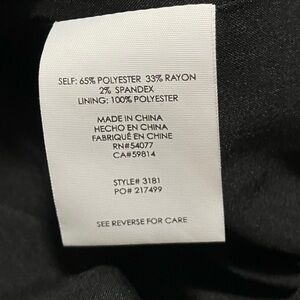 SELF: 65% POLYESTER 33% RAYON
2% SPANDEX
LINING: 100% POLYESTER
MADE IN CHINA
HECHO EN CHINA
FABRIQUÉ EN CHINE
RN#54077
CA#59814
STYLE# 3181
PO# 217499
SEE REVERSE FOR CARE